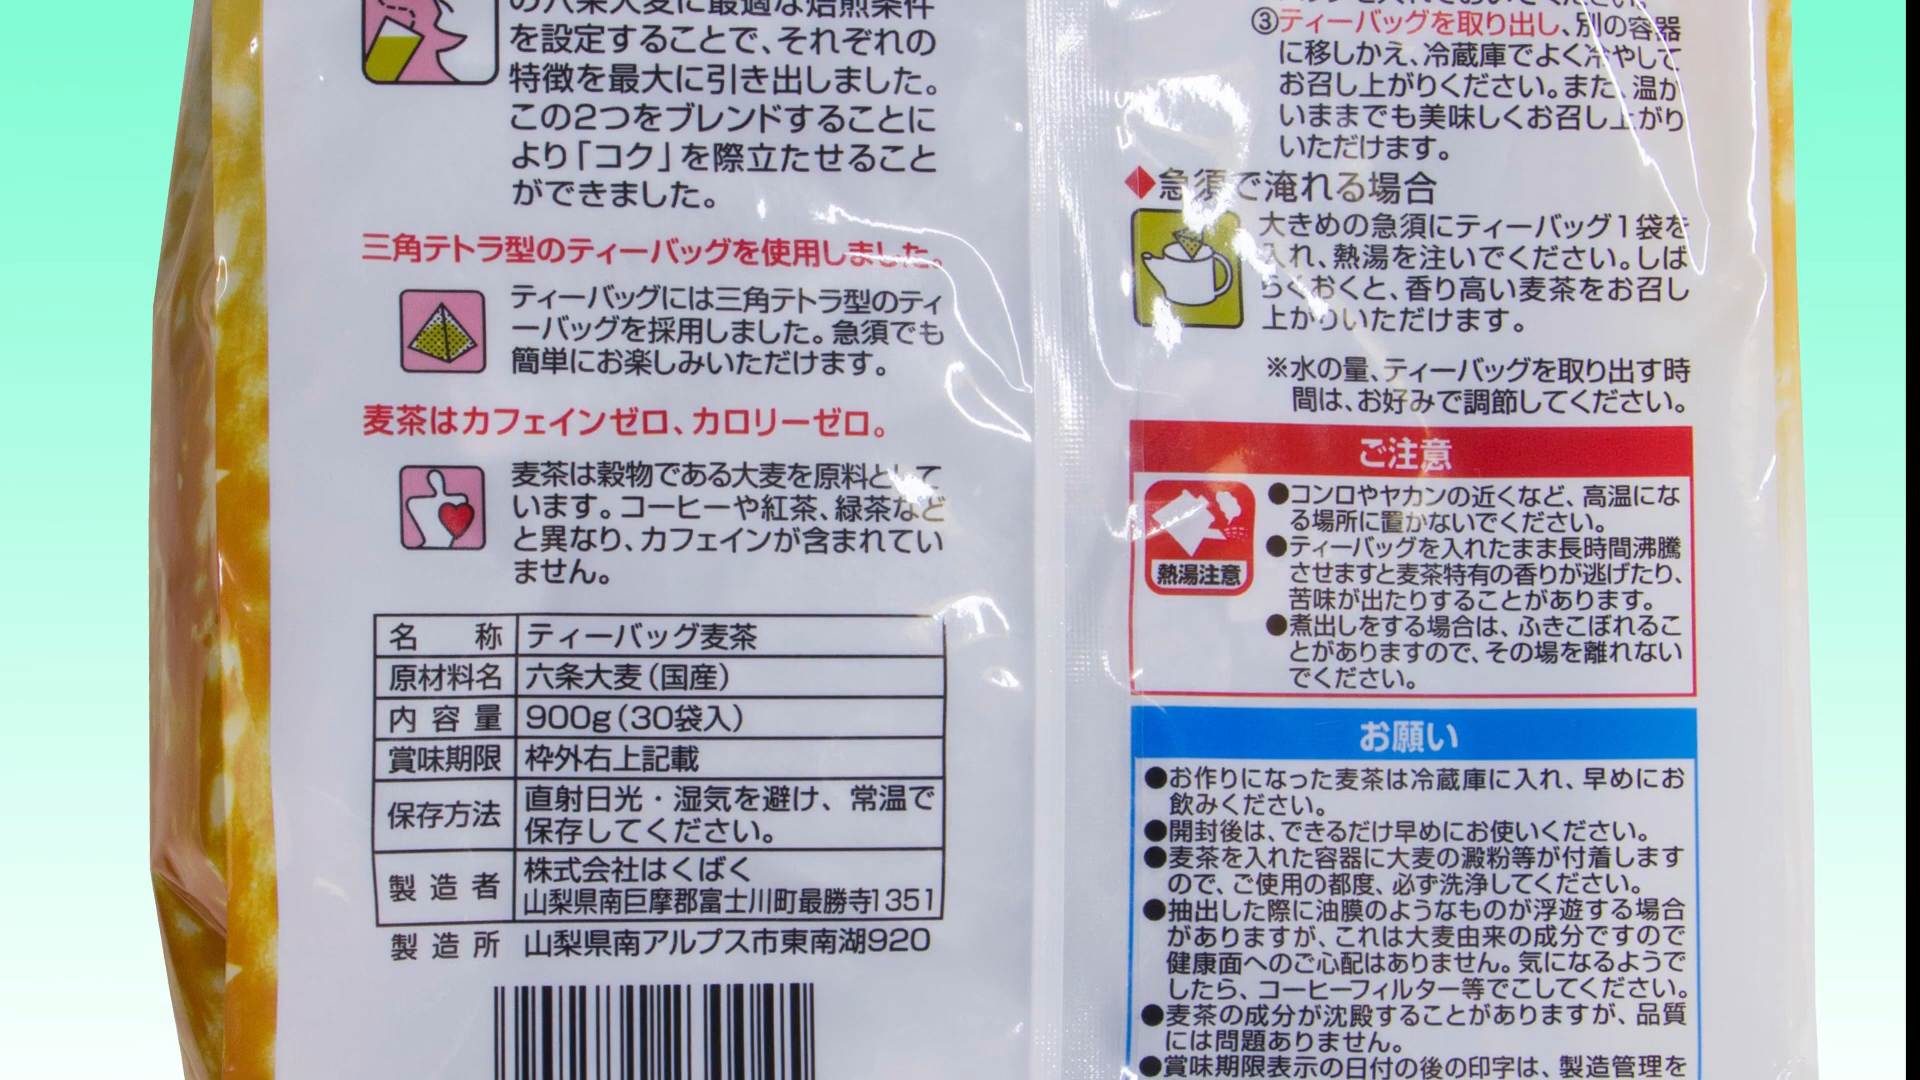 の六条大麦に最適な焙煎条件
を設定することで、それぞれの
特徴を最大に引き出しました。
この2つをブレンドすることに
より「コク」を際立たせること
ができました。
三角テトラ型のティーバッグを使用しました。
ティーバッグには三角テトラ型のティ
ーバッグを採用しました。急須でも
簡単にお楽しみいただけます。
麦茶はカフェインゼロ、カロリーゼロ。
麦茶は穀物である大麦を原料として
います。コーヒーや紅茶、緑茶など
と異なり、カフェインが含まれてい
ません。
名 称 ティーバッグ麦茶
原材料名 六条大麦(国産)
内容量 900g(30袋入)
賞味期限 枠外右上記載
保存方法 直射日光・湿気を避け、常温で
保存してください。
製造者 株式会社はくばく
山梨県南巨摩郡富士川町最勝寺1351
製造所 山梨県南アルプス市東南湖920
③ティーバッグを取り出し、別の容器
に移しかえ、冷蔵庫でよく冷やして
お召し上がりください。また、温か
いままでも美味しくお召し上がり
いただけます。
◆急須で淹れる場合
大きめの急須にティーバッグ1袋を
入れ、熱湯を注いでください。しば
らくおくと、香り高い麦茶をお召し
上がりいただけます。
※水の量、ティーバッグを取り出す時
間は、お好みで調節してください。
ご注意
熱湯注意
●コンロやヤカンの近くなど、高温にな
る場所に置かないでください。
●ティーバッグを入れたまま長時間沸騰
させますと麦茶特有の香りが逃げたり、
苦味が出たりすることがあります。
●煮出しをする場合は、ふきこぼれるこ
とがありますので、その場を離れない
でください。
お願い
●お作りになった麦茶は冷蔵庫に入れ、早めにお
飲みください。
●開封後は、できるだけ早めにお使いください。
●麦茶を入れた容器に大麦の澱粉等が付着します
ので、ご使用の都度、必ず洗浄してください。
●抽出した際に油膜のようなものが浮遊する場合
がありますが、これは大麦由来の成分ですので
健康面へのご心配はありません。気になるようで
したら、コーヒーフィルター等でこしてください。
●麦茶の成分が沈殿することがありますが、品質
には問題ありません。
●賞味期限表示の日付の後の印字は、製造管理を